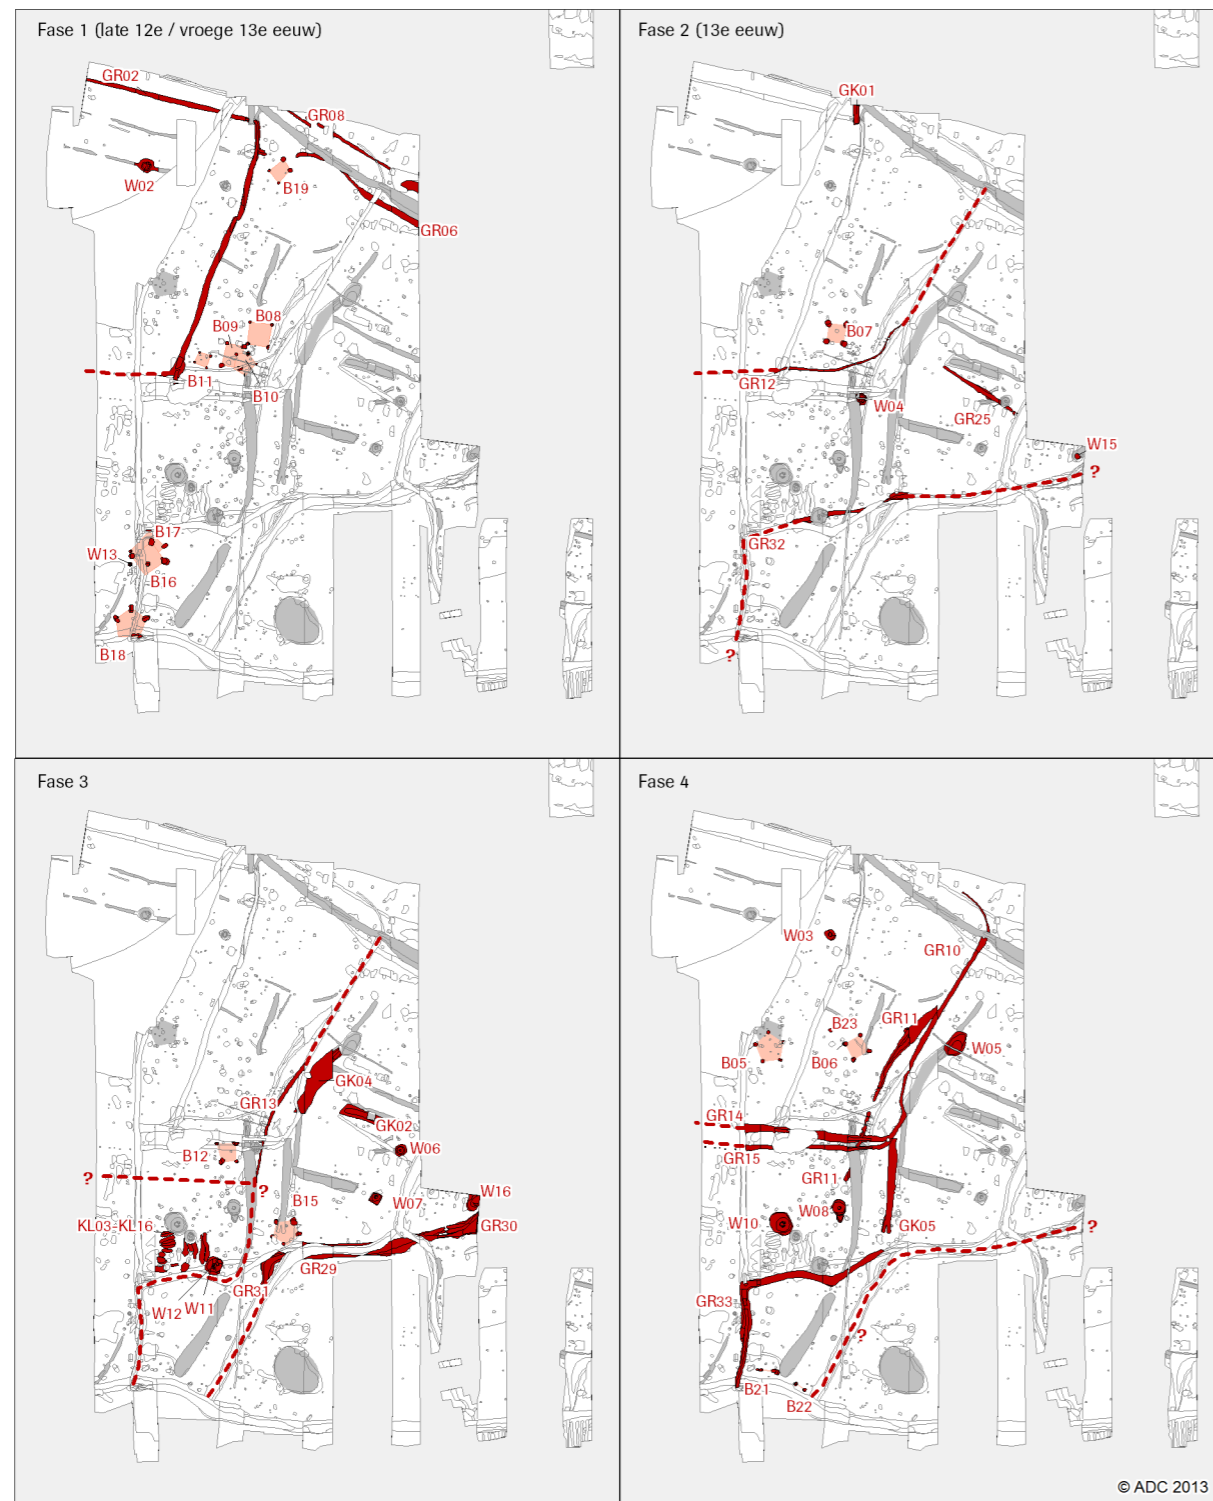 Fase 1 (late 12e / vroege 13e eeuw)
GR02
GR08
W02
B19
GR06
B08
B09
B11
B10
B17
W13
B16
B18
Fase 2 (13e eeuw)
GK01
B07
GR12
W04
GR25
W15
?
GR32
?
Fase 3
GK04
GR13
GK02
B12
W06
?
?
B15
W07
W16
KL03-KL16
GR30
GR29
GR31
W12
W11
Fase 4
W03
GR10
B23
GR11
B05
B06
W05
GR14
GR15
GR11
W10
W08
GK05
?
GR33
?
B21
B22
© ADC 2013